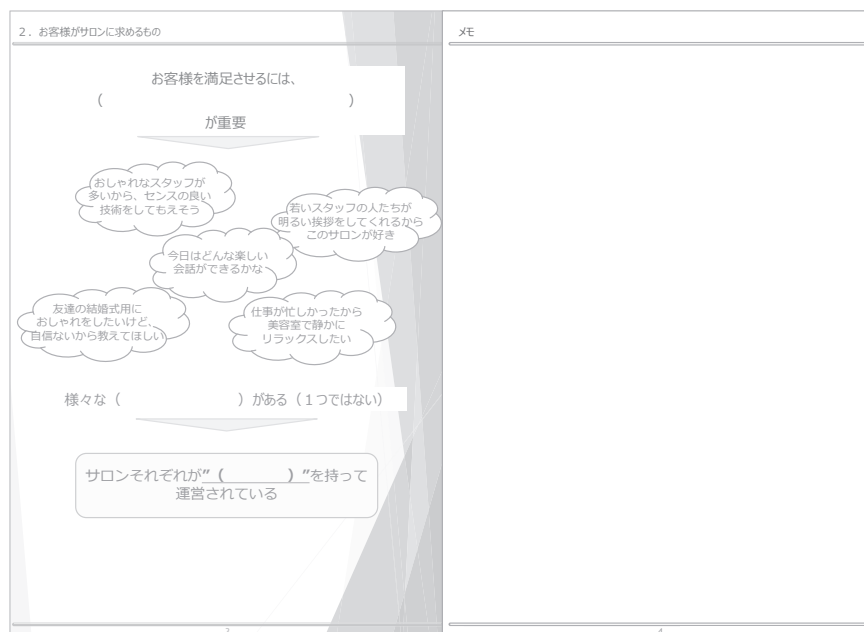 2．お客様がサロンに求めるもの
お客様を満足させるには、
（　　　　　　　　　　　　　　　　）
が重要
おしゃれなスタッフが
多いから、センスの良い
技術をしてもえそう
若いスタッフの人たちが
明るい挨拶をしてくれるから
このサロンが好き
今日はどんな楽しい
会話ができるかな
友達の結婚式用に
おしゃれをしたいけど、
自信ないから教えてほしい
仕事が忙しかったから
美容室で静かに
リラックスしたい
様々な（　　　　　　　　）がある（１つではない）
サロンそれぞれが”（　　　　　）”を持って
運営されている
3
メモ
4